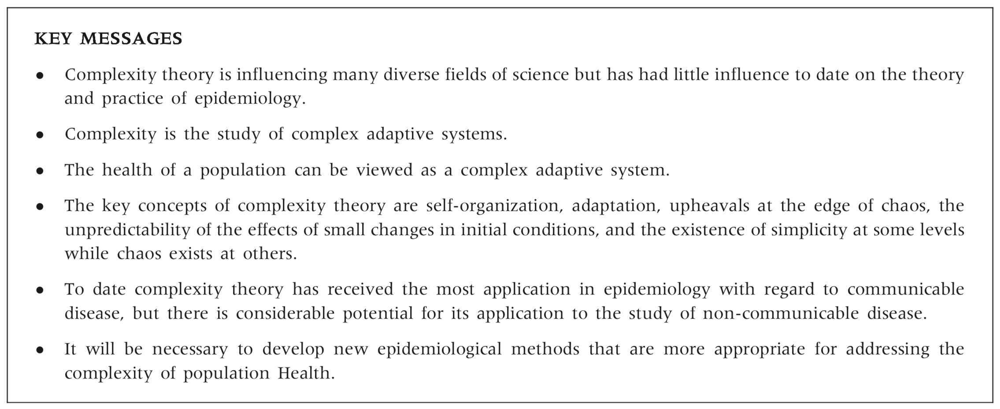 KEY MESSAGES
● Complexity theory is influencing many diverse fields of science but has had little influence to date on the theory
and practice of epidemiology.
● Complexity is the study of complex adaptive systems.
● The health of a population can be viewed as a complex adaptive system.
● The key concepts of complexity theory are self-organization, adaptation, upheavals at the edge of chaos, the
unpredictability of the effects of small changes in initial conditions, and the existence of simplicity at some levels
while chaos exists at others.
● To date complexity theory has received the most application in epidemiology with regard to communicable
disease, but there is considerable potential for its application to the study of non-communicable disease.
● It will be necessary to develop new epidemiological methods that are more appropriate for addressing the
complexity of population Health.